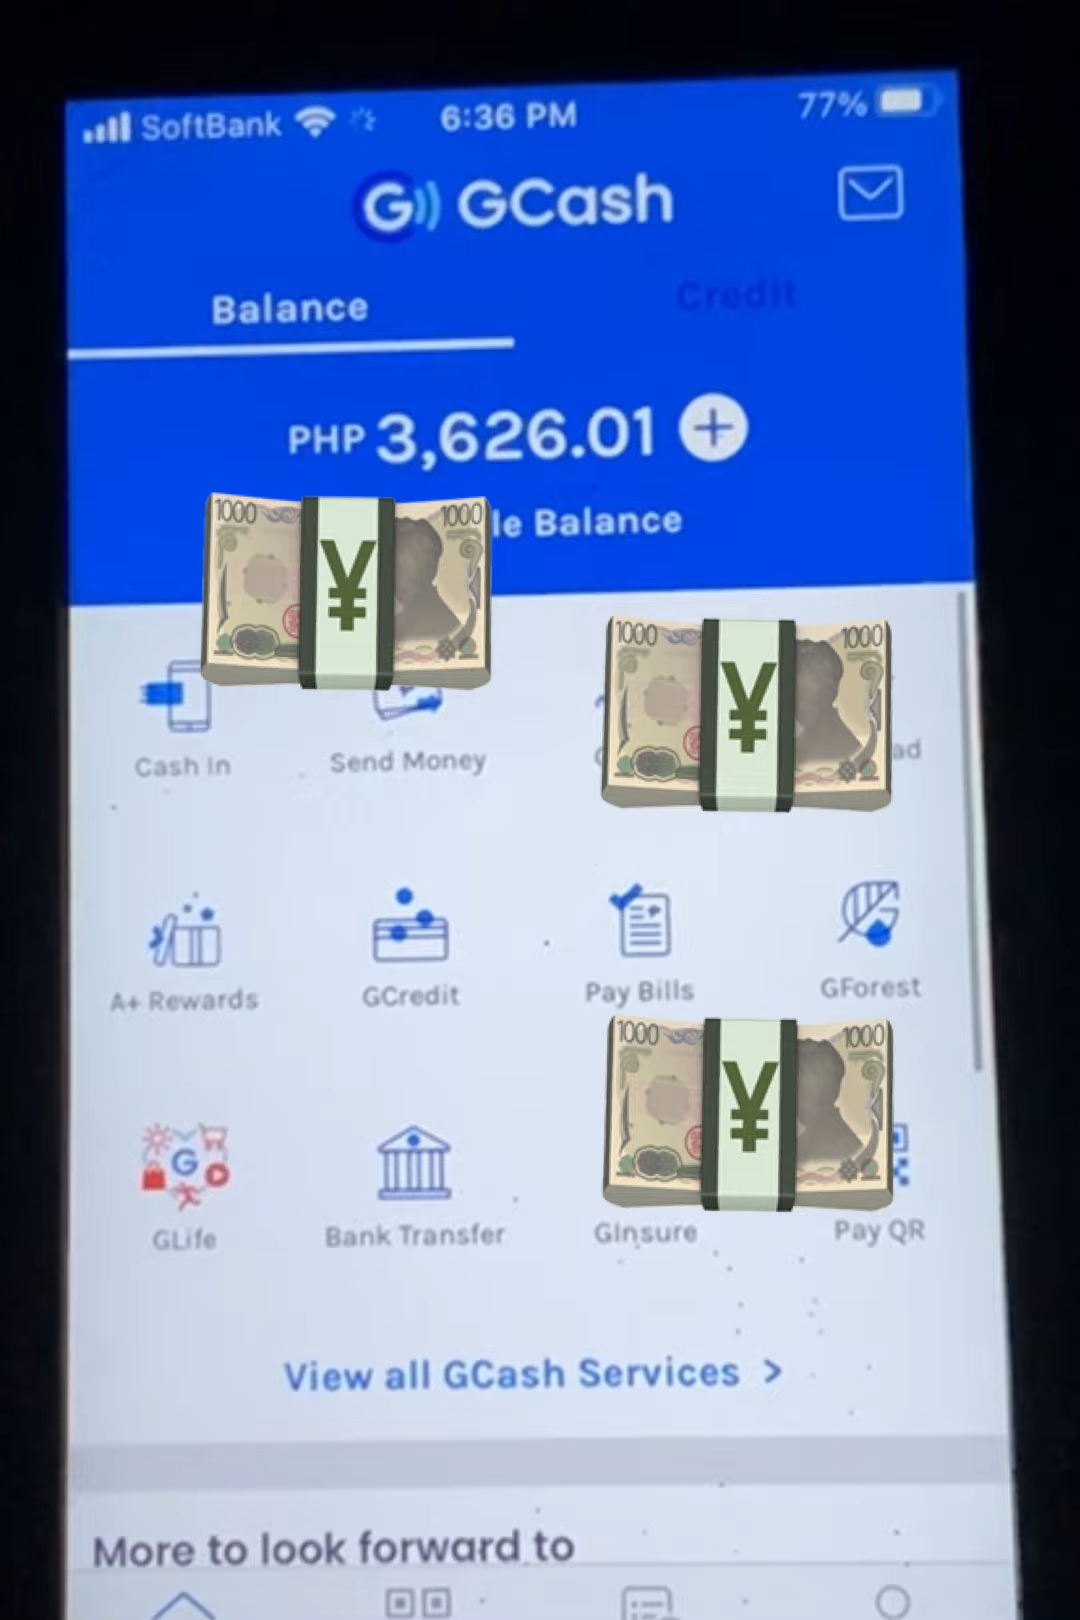 SoftBank 6:36 PM 77%
G GCash
Balance Credit
PHP 3,626.01
le Balance
1000 ¥ 1000
1000 ¥ 1000
Cash In Send Money ad
A+ Rewards GCredit Pay Bills GForest
1000 ¥ 1000
G
GLife Bank Transfer GInsure Pay QR
View all GCash Services >
More to look forward to